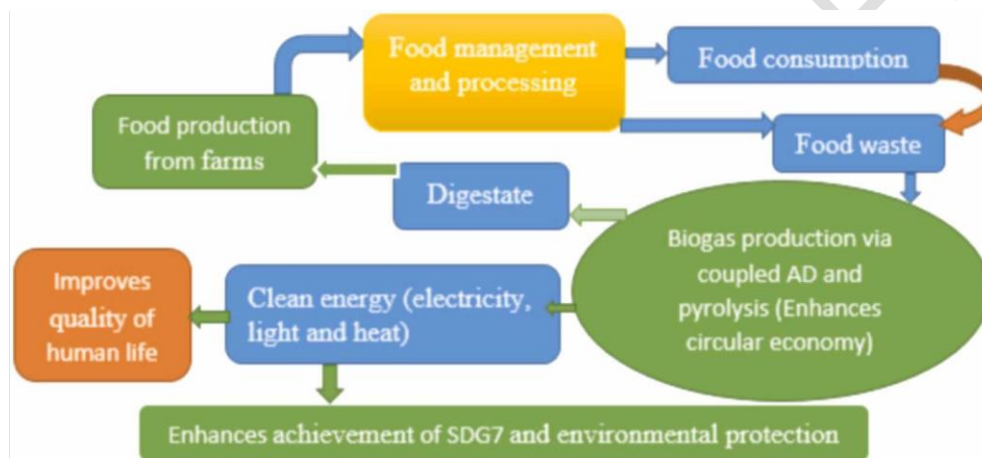 Food management
and processing
Food consumption
Food production
from farms
Food waste
Digestate
Biogas production via
coupled AD and
pyrolysis (Enhances
circular economy)
Improves
quality of
human life
Clean energy (electricity,
light and heat)
Enhances achievement of SDG7 and environmental protection